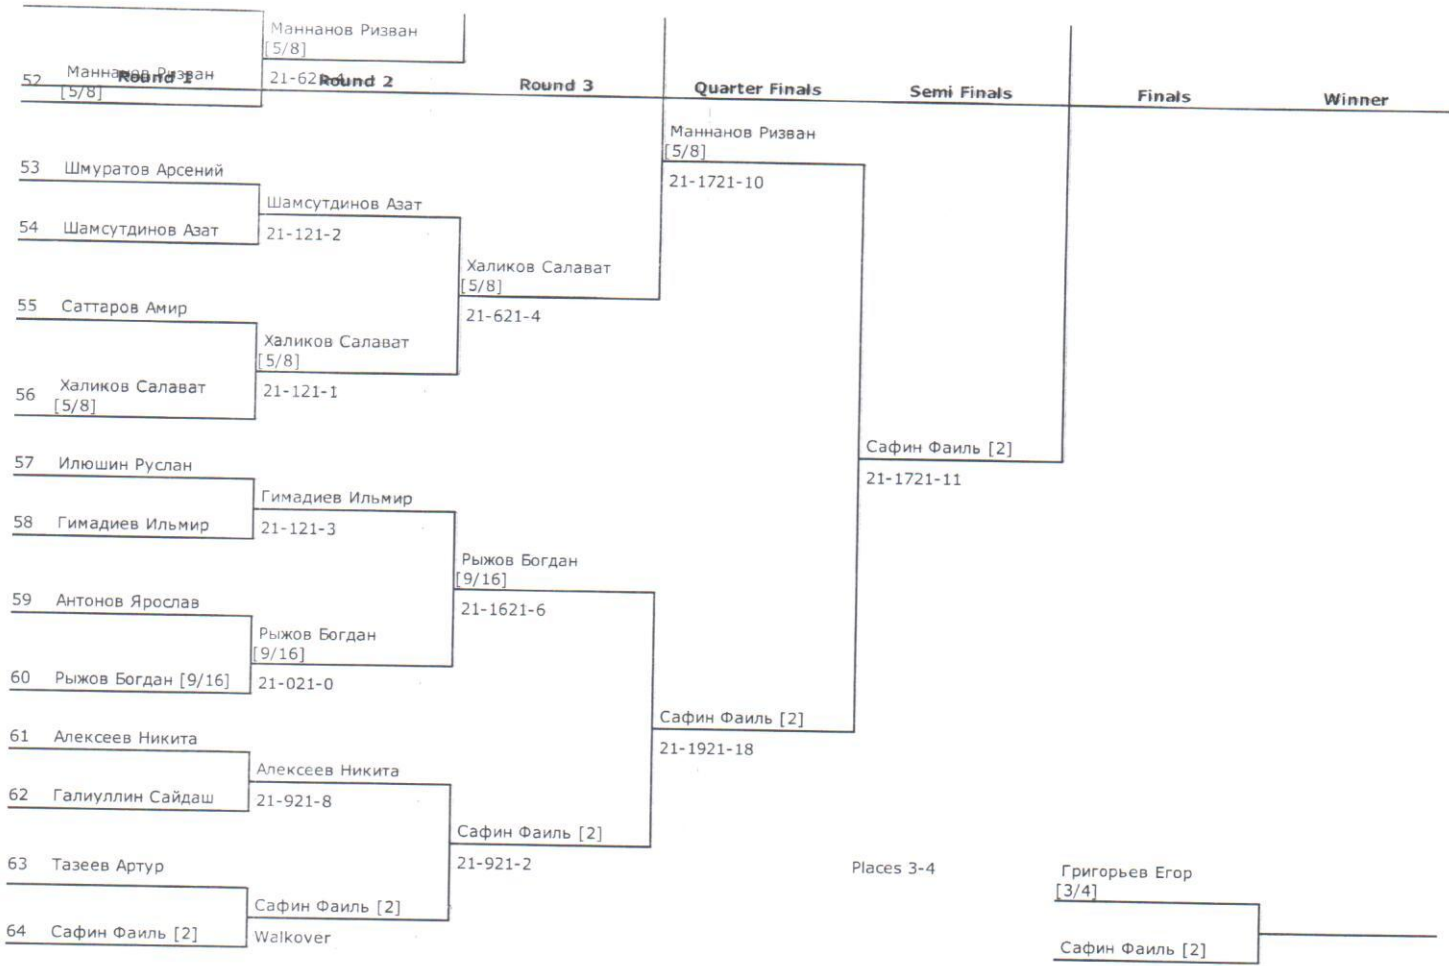 Маннанов Ризван
[5/8]
52 Маннанов Ризван
[5/8]
21-621-4
Round 1 Round 2 Round 3 Quarter Finals Semi Finals Finals Winner
Маннанов Ризван
[5/8]
21-1721-10
53 Шмуратов Арсений
Шамсутдинов Азат
54 Шамсутдинов Азат
21-121-2
Халиков Салават
[5/8]
21-621-4
55 Саттаров Амир
Халиков Салават
[5/8]
56 Халиков Салават
[5/8]
21-121-1
Сафин Фаиль [2]
21-1721-11
57 Илюшин Руслан
Гимадиев Ильмир
58 Гимадиев Ильмир
21-121-3
Рыжов Богдан
[9/16]
21-1621-6
59 Антонов Ярослав
Рыжов Богдан
[9/16]
60 Рыжов Богдан [9/16]
21-021-0
Сафин Фаиль [2]
21-1921-18
61 Алексеев Никита
Алексеев Никита
62 Галиуллин Сайдаш
21-921-8
Сафин Фаиль [2]
21-921-2
63 Тазеев Артур
Сафин Фаиль [2]
64 Сафин Фаиль [2]
Walkover
Places 3-4
Григорьев Егор
[3/4]
Сафин Фаиль [2]